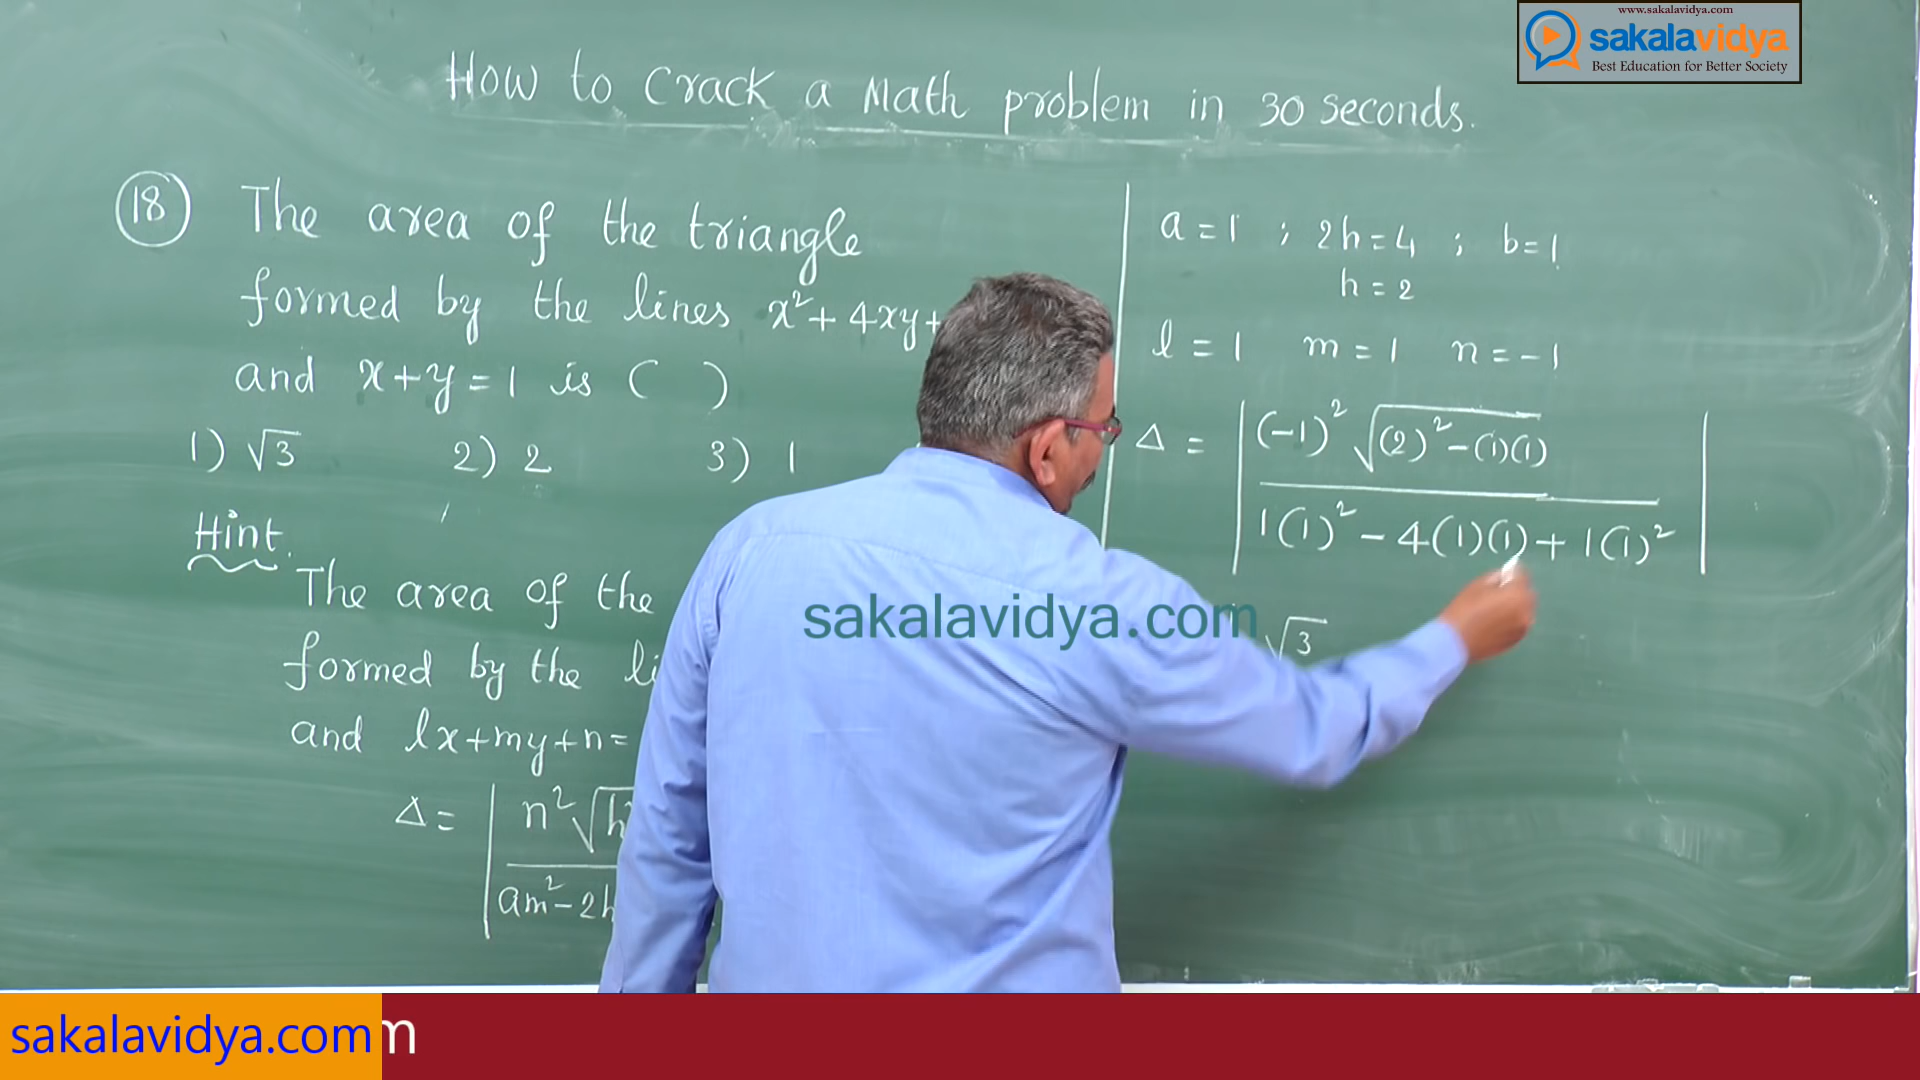 www.sakalavidya.com
sakalavidya
Best Education for Better Society
How to Crack a Math problem in 30 seconds.
18 The area of the triangle
formed by the lines x²+4xy+
and x+y=1 is ( )
1) √3 2) 2 3) 1
Hint.
The area of the
formed by the li
and lx+my+n=
Δ = | n²√h
am²-2h
a=1 ; 2h=4 ; b=1
h=2
l=1 m=1 n=-1
Δ = | (-1)² √(2)²-(1)(1) |
1(1)²-4(1)(1)+1(1)²
√3
sakalavidya.com
sakalavidya.com m